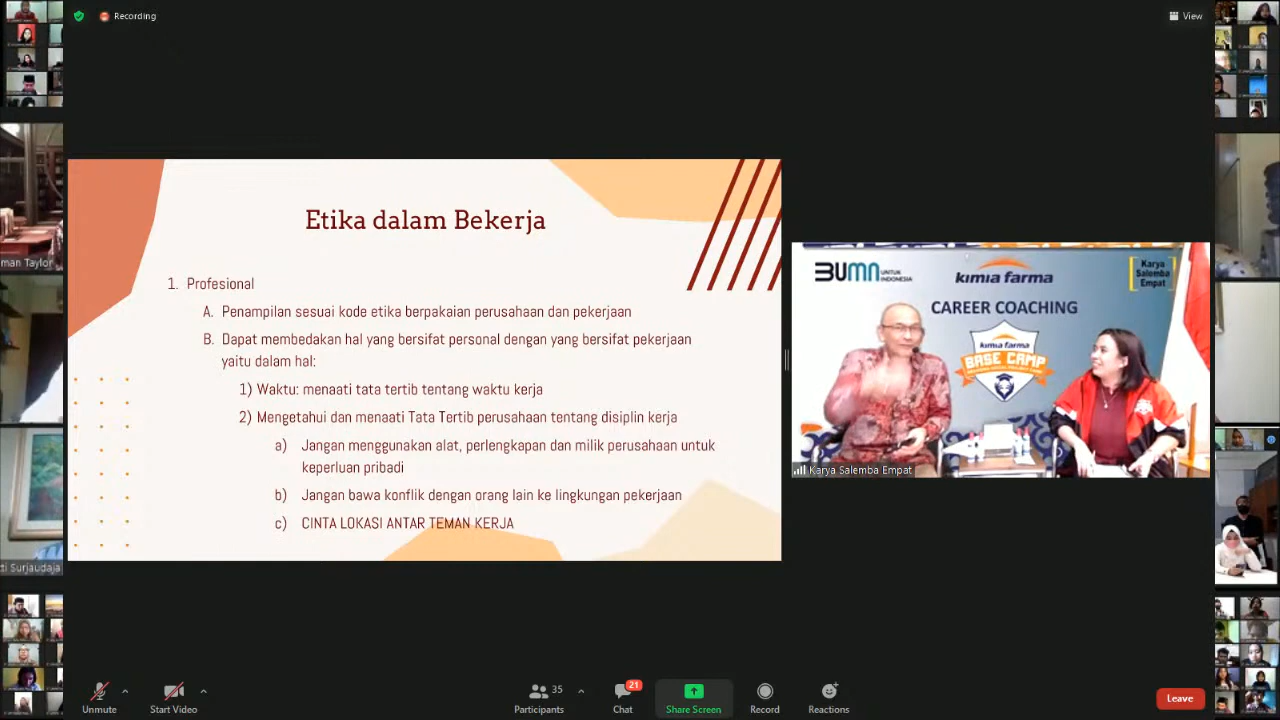 Recording
View
man Taylor
Etika dalam Bekerja
1. Profesional
A. Penampilan sesuai kode etika berpakaian perusahaan dan pekerjaan
B. Dapat membedakan hal yang bersifat personal dengan yang bersifat pekerjaan
yaitu dalam hal:
1) Waktu: menaati tata tertib tentang waktu kerja
2) Mengetahui dan menaati Tata Tertib perusahaan tentang disiplin kerja
a) Jangan menggunakan alat, perlengkapan dan milik perusahaan untuk
keperluan pribadi
b) Jangan bawa konflik dengan orang lain ke lingkungan pekerjaan
c) CINTA LOKASI ANTAR TEMAN KERJA
BUMN UNTUK
INDONESIA
kimia farma
Karya
Salemba
Empat
CAREER COACHING
kimia farma
BASE CAMP
Karya Salemba Empat
ti Surjaudaja
Unmute
Start Video
Participants
35
Chat
21
Share Screen
Record
Reactions
Leave